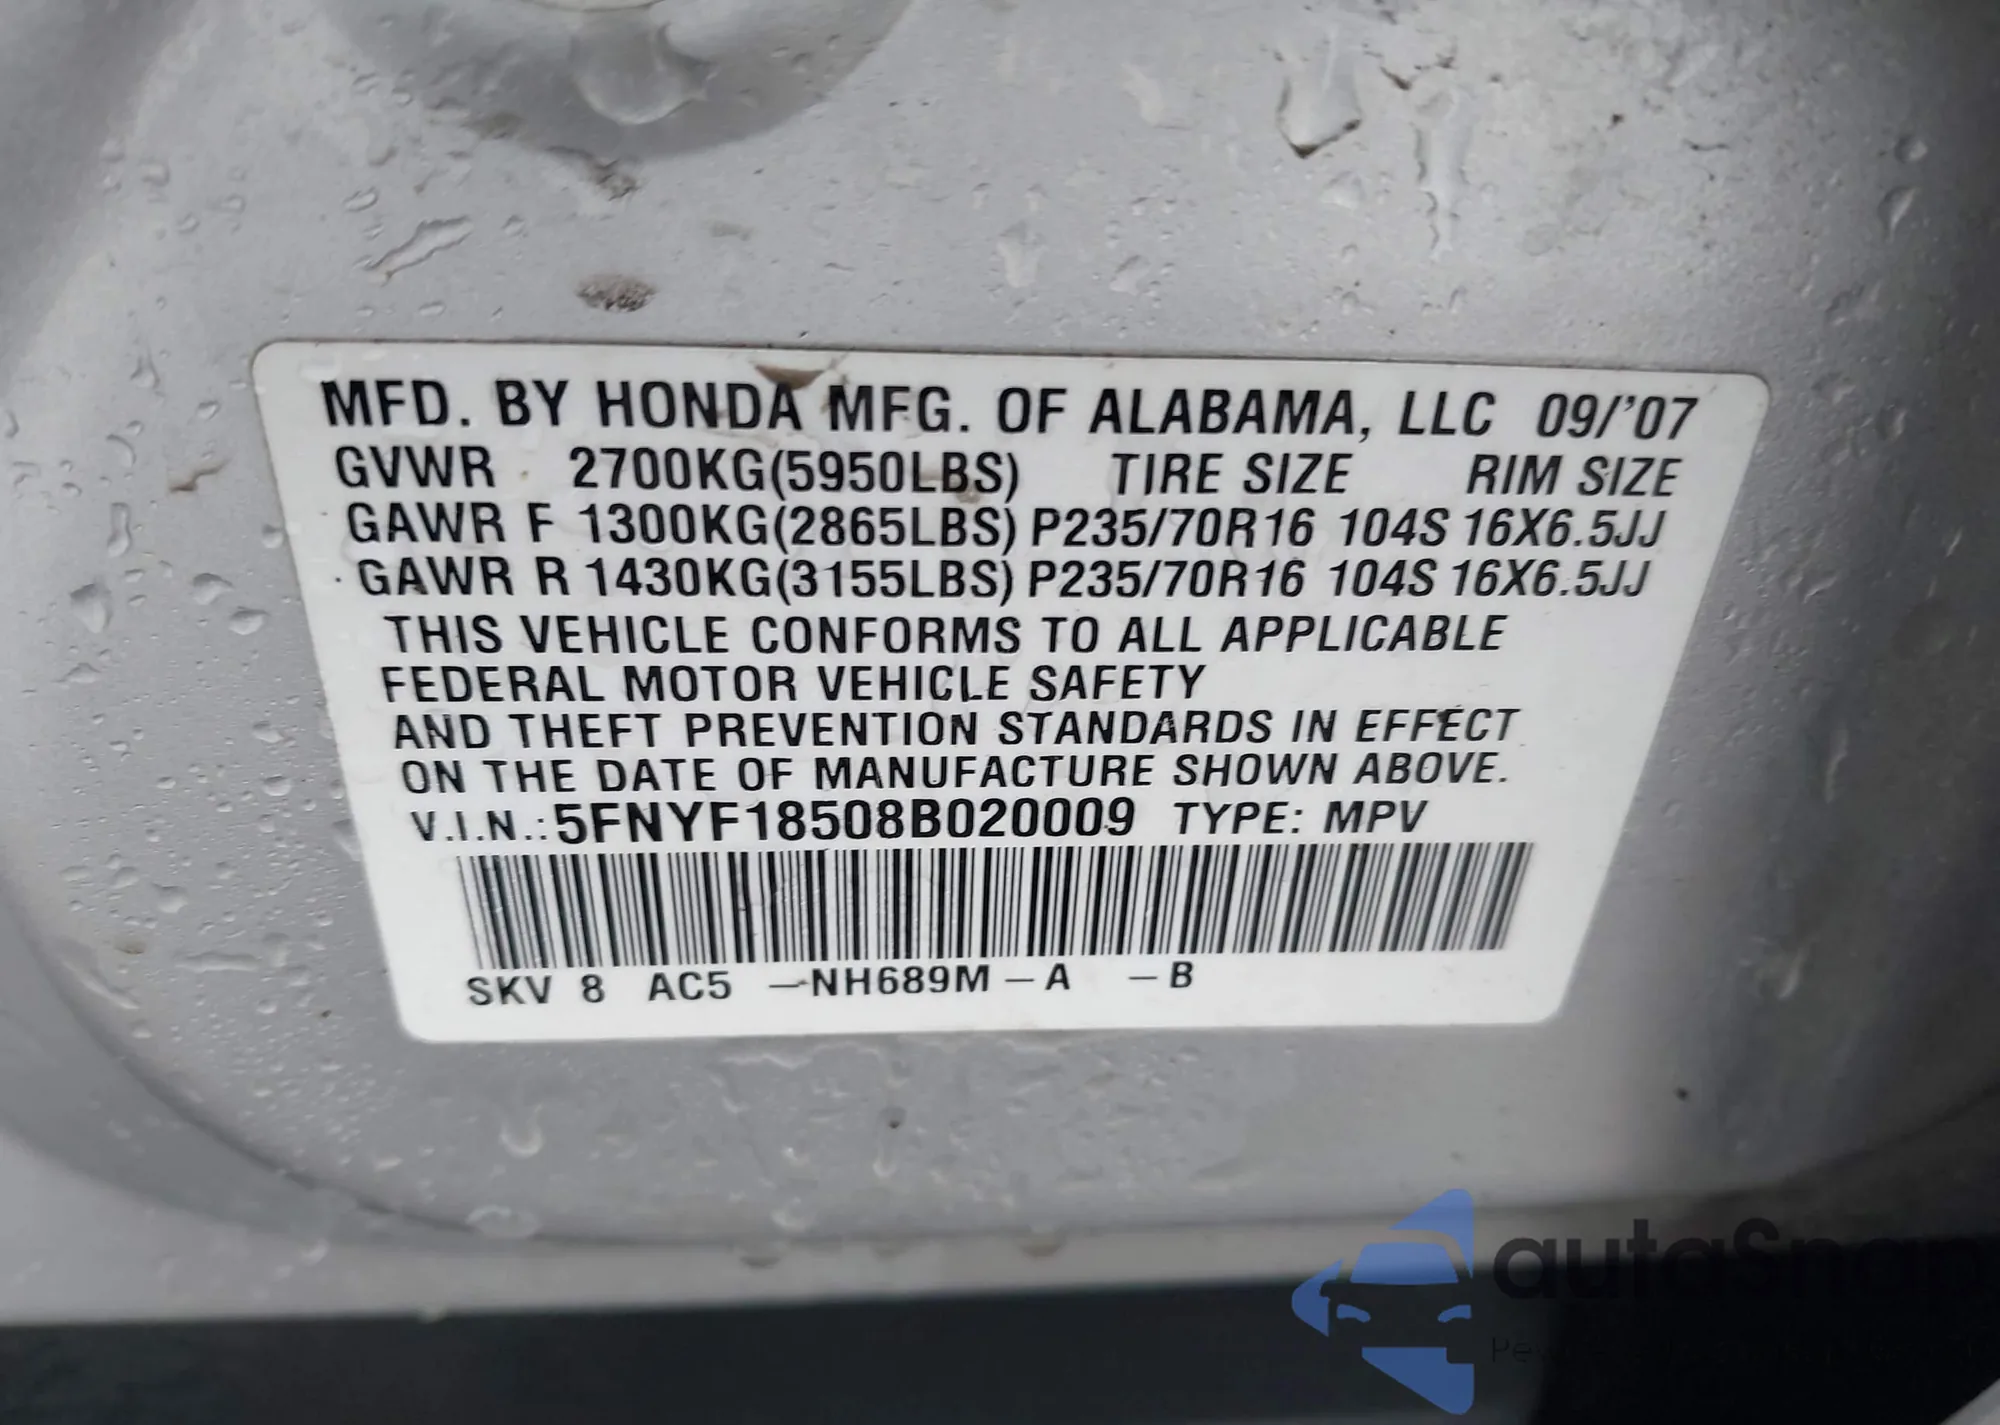 MFD. BY HONDA MFG. OF ALABAMA, LLC 09/'07
GVWR 2700KG(5950LBS) TIRE SIZE RIM SIZE
GAWR F 1300KG(2865LBS) P235/70R16 104S 16X6.5JJ
GAWR R 1430KG(3155LBS) P235/70R16 104S 16X6.5JJ
THIS VEHICLE CONFORMS TO ALL APPLICABLE
FEDERAL MOTOR VEHICLE SAFETY
AND THEFT PREVENTION STANDARDS IN EFFECT
ON THE DATE OF MANUFACTURE SHOWN ABOVE.
V.I.N.: 5FNYF18508B020009 TYPE: MPV
SKV 8 AC5 —NH689M — A — B
autaSnap